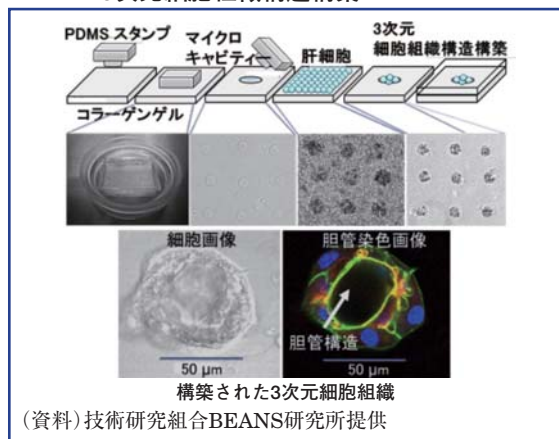 PDMS スタンプ
マイクロ
キャビティー
肝細胞
3次元
細胞組織構造構築
コラーゲンゲル
細胞画像
胆管染色画像
胆管構造
50 μm
50 μm
構築された3次元細胞組織
(資料)技術研究組合BEANS研究所提供